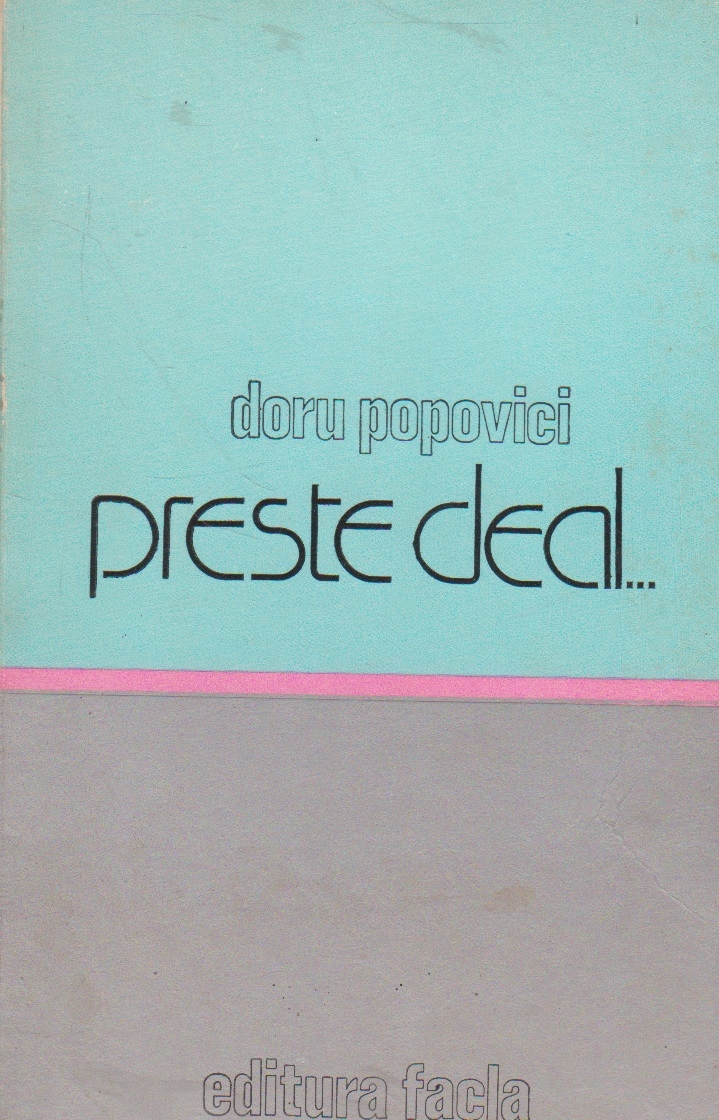 doru popovici
preste deal...
editura facla